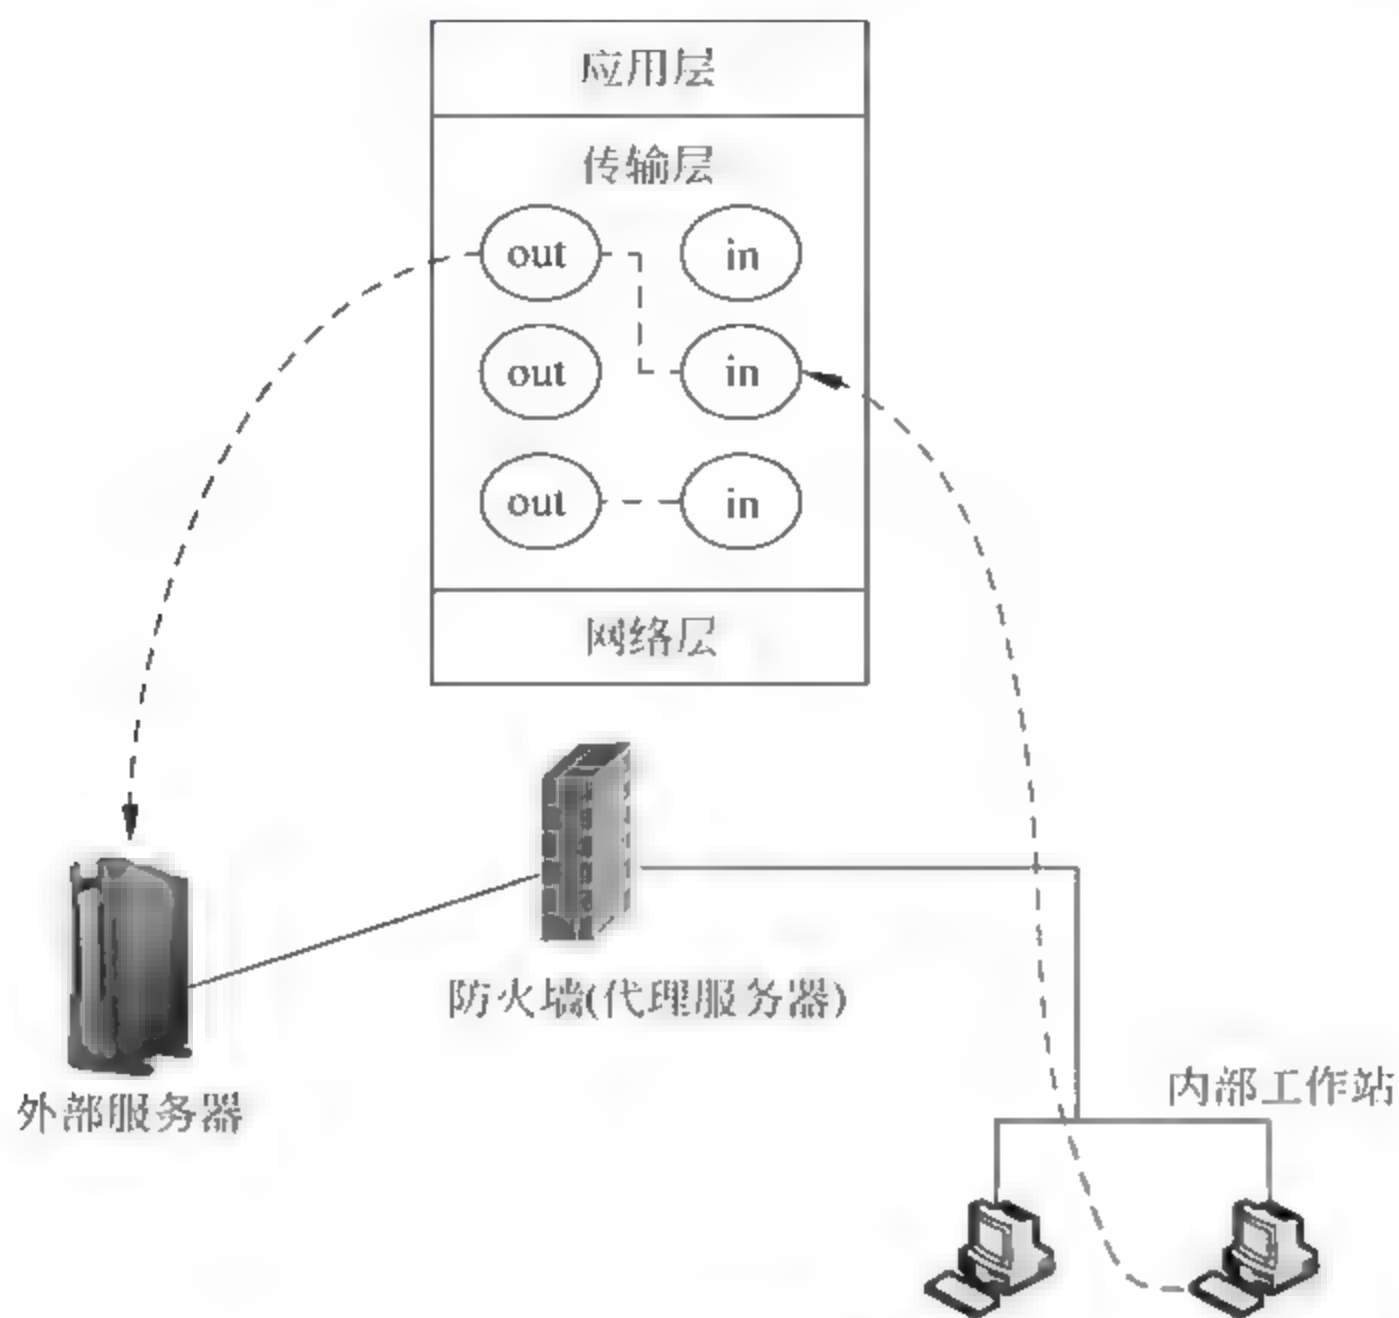 应用层
传输层
out in
out in
out in
网络层
防火墙(代理服务器)
外部服务器
内部工作站